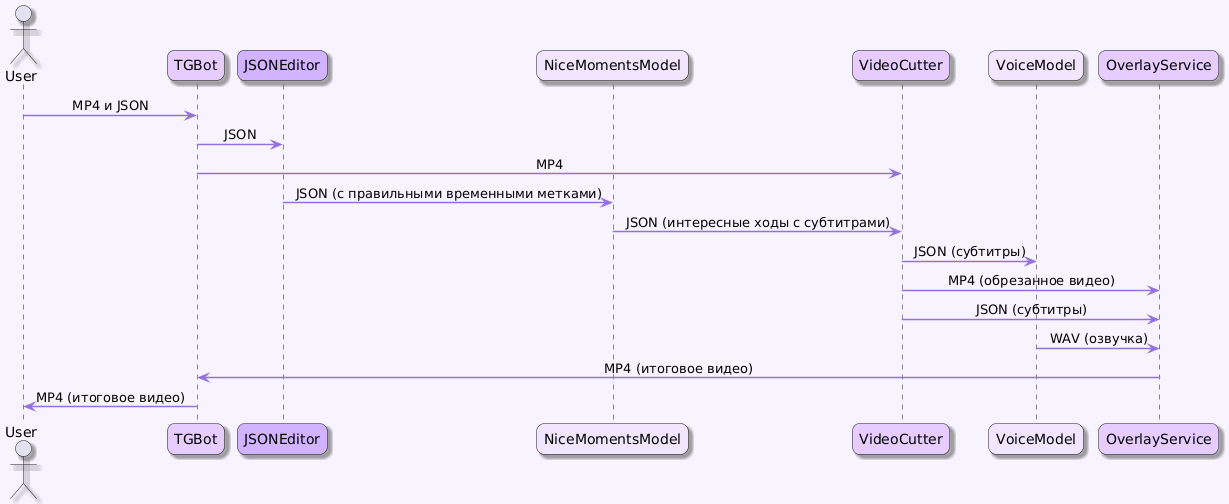 User
TGBot
JSONEditor
NiceMomentsModel
VideoCutter
VoiceModel
OverlayService
MP4 и JSON
JSON
MP4
JSON (с правильными временными метками)
JSON (интересные ходы с субтитрами)
JSON (субтитры)
MP4 (обрезанное видео)
JSON (субтитры)
WAV (озвучка)
MP4 (итоговое видео)
MP4 (итоговое видео)
User
TGBot
JSONEditor
NiceMomentsModel
VideoCutter
VoiceModel
OverlayService